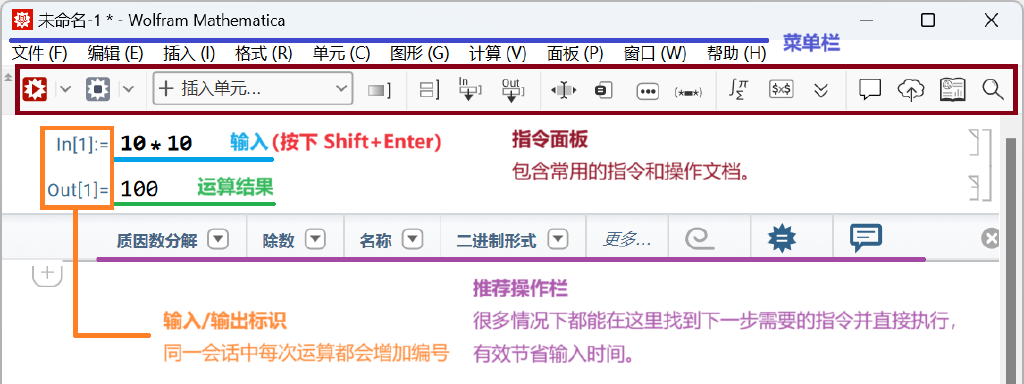 未命名-1 * - Wolfram Mathematica
文件 (F) 编辑 (E) 插入 (I) 格式 (R) 单元 (C) 图形 (G) 计算 (V) 面板 (P) 窗口 (W) 帮助 (H) 菜单栏
插入单元... In Out
In[1]:= 10 * 10 输入 (按下 Shift+Enter) 指令面板
包含常用的指令和操作文档。
Out[1]= 100 运算结果
质因数分解 除数 名称 二进制形式 更多...
推荐操作栏
输入/输出标识 很多情况下都能在这里找到下一步需要的指令并直接执行，
同一会话中每次运算都会增加编号 有效节省输入时间。